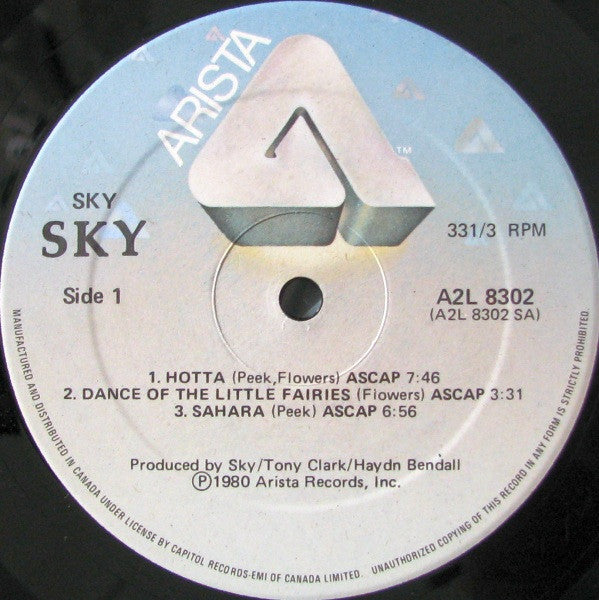 ARISTA
TM
SKY
SKY
331/3 RPM
Side 1
A2L 8302
(A2L 8302 SA)
1. HOTTA (Peek,Flowers) ASCAP 7:46
2. DANCE OF THE LITTLE FAIRIES (Flowers) ASCAP 3:31
3. SAHARA (Peek) ASCAP 6:56
Produced by Sky/Tony Clark/Haydn Bendall
Ⓟ1980 Arista Records, Inc.
MANUFACTURED AND DISTRIBUTED IN CANADA UNDER LICENSE BY CAPITOL RECORDS-EMI OF CANADA LIMITED. UNAUTHORIZED COPYING OF THIS RECORD IN ANY FORM IS STRICTLY PROHIBITED.